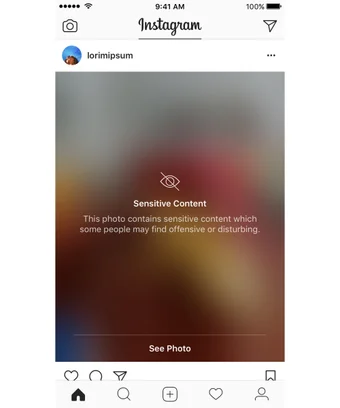 9:41 AM
100%
Instagram
lorimipsum
Sensitive Content
This photo contains sensitive content which
some people may find offensive or disturbing.
See Photo